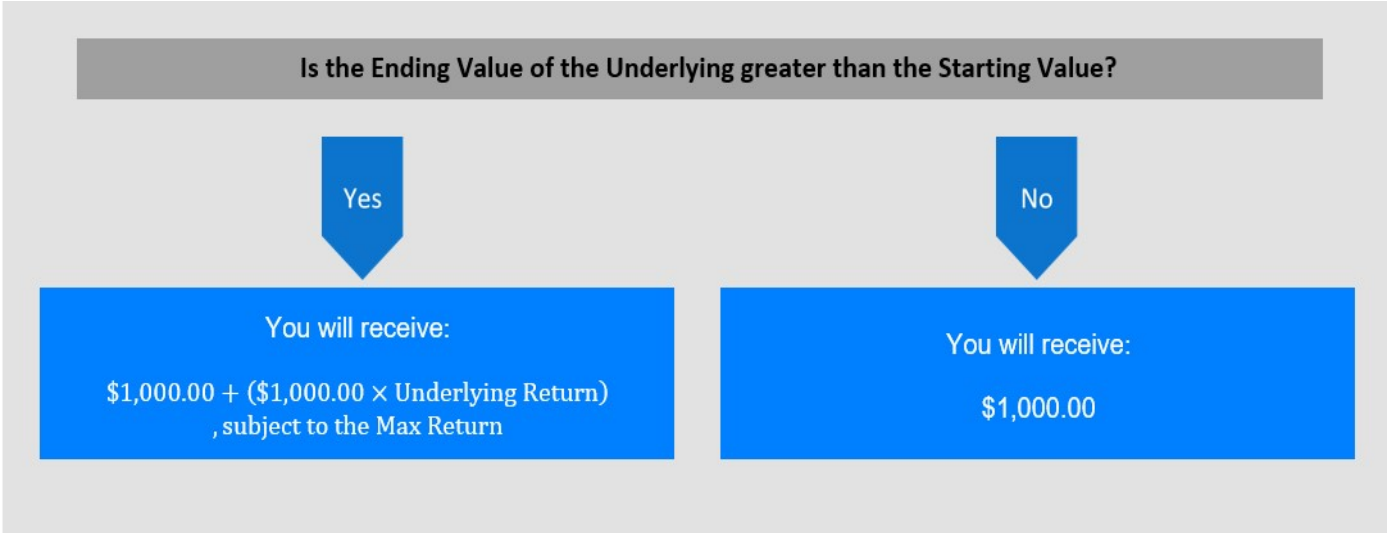 Is the Ending Value of the Underlying greater than the Starting Value?
Yes
No
You will receive:
$1,000.00 + ($1,000.00 × Underlying Return)
, subject to the Max Return
You will receive:
$1,000.00